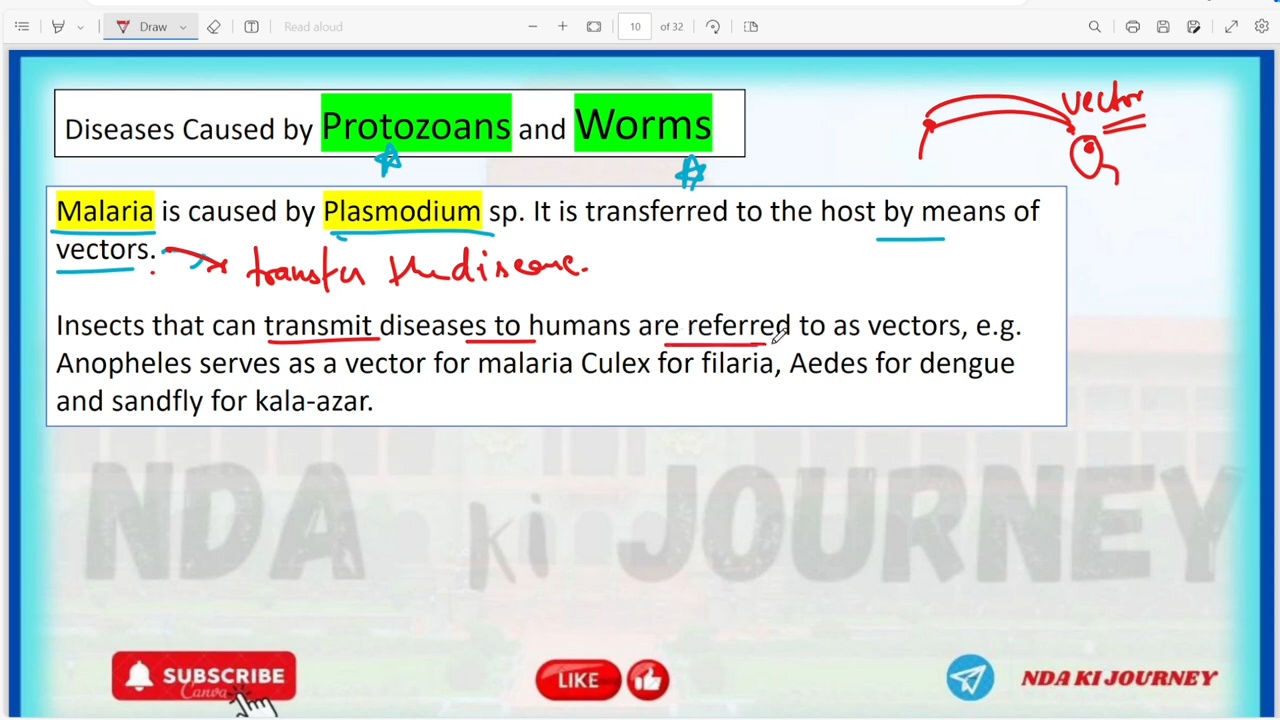 Draw
Read aloud
10 of 32
Diseases Caused by Protozoans and Worms
vector
Malaria is caused by Plasmodium sp. It is transferred to the host by means of
vectors.
transfer the disease.
Insects that can transmit diseases to humans are referred to as vectors, e.g.
Anopheles serves as a vector for malaria Culex for filaria, Aedes for dengue
and sandfly for kala-azar.
NDA ki JOURNEY
SUBSCRIBE
Canva
LIKE
NDA KI JOURNEY